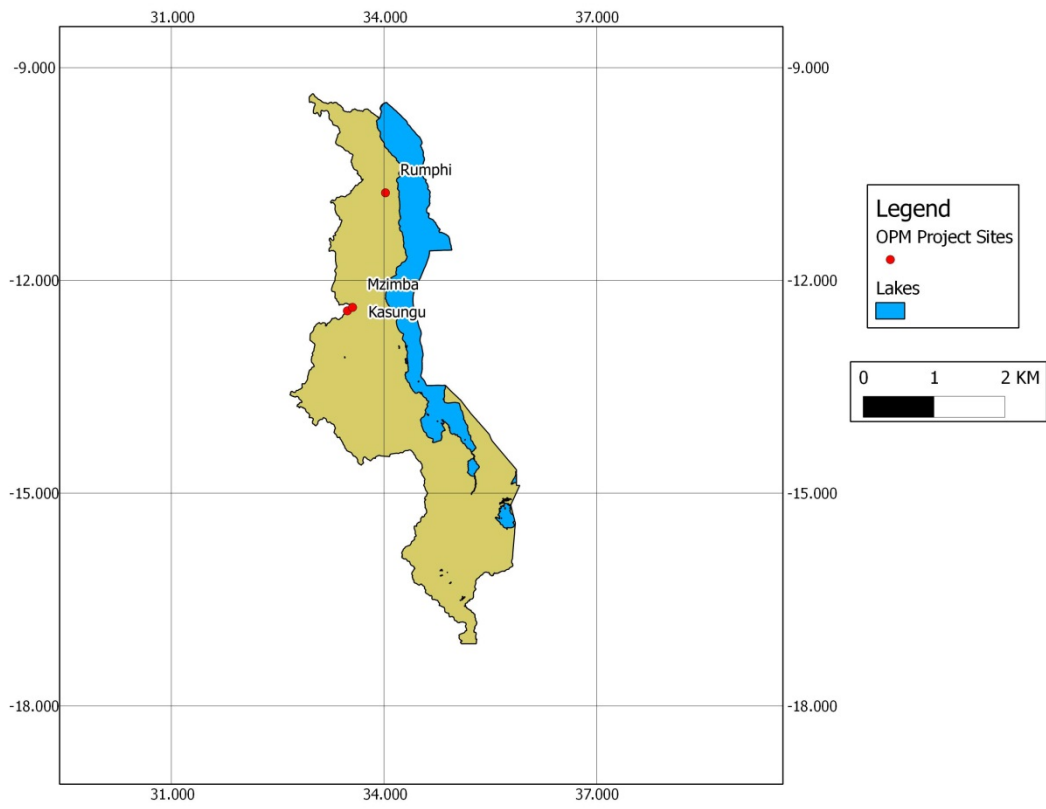 31.000 34.000 37.000
-9.000 -9.000
Rumphi
Legend
OPM Project Sites
Lakes
-12.000 -12.000
Mzimba
Kasungu
0 1 2 KM
-15.000 -15.000
-18.000 -18.000
31.000 34.000 37.000